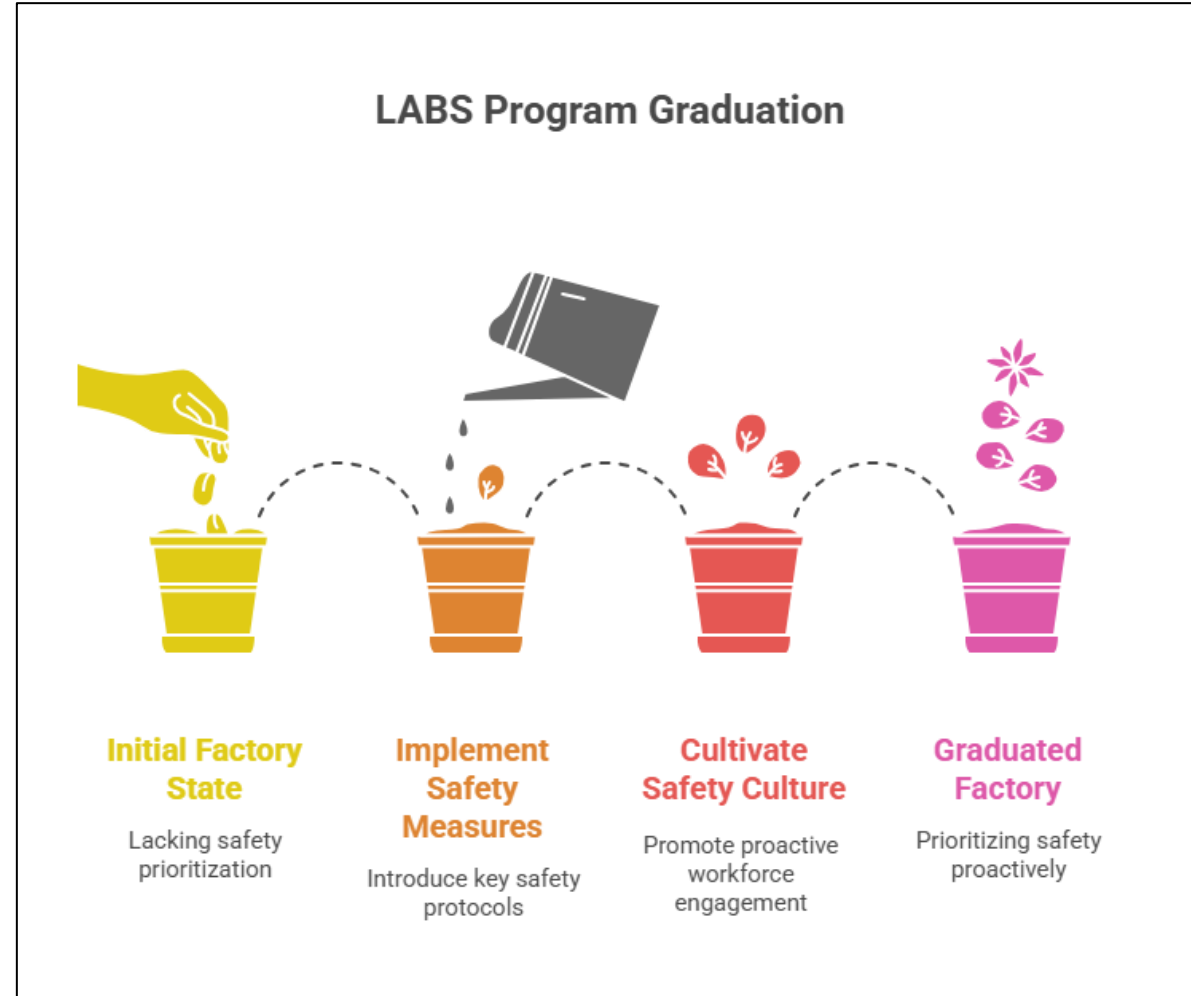 LABS Program Graduation
Initial Factory
State
Lacking safety
prioritization
Implement
Safety
Measures
Introduce key safety
protocols
Cultivate
Safety Culture
Promote proactive
workforce
engagement
Graduated
Factory
Prioritizing safety
proactively